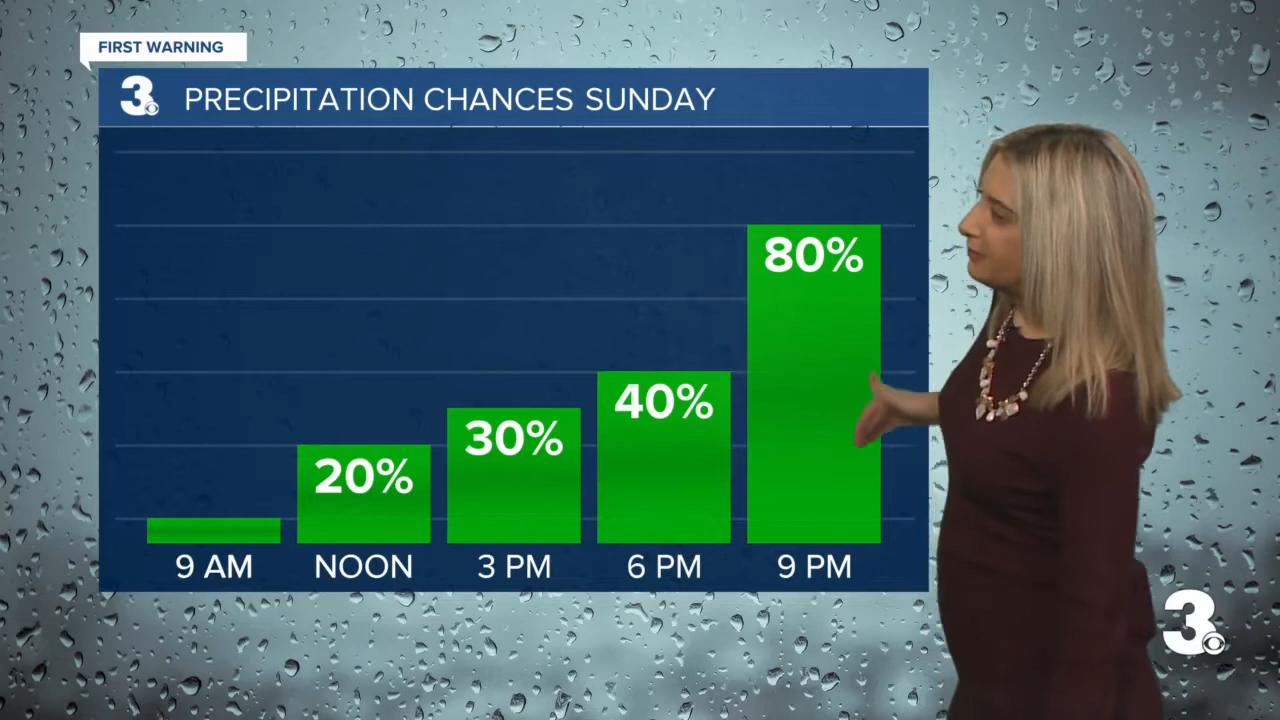 FIRST WARNING
3 PRECIPITATION CHANCES SUNDAY
20% 30% 40% 80%
9 AM NOON 3 PM 6 PM 9 PM
3